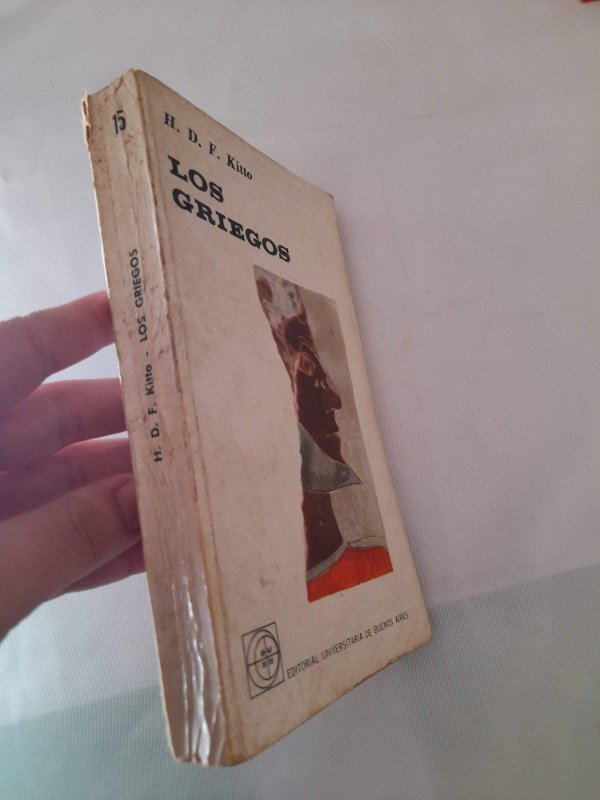 15
H. D. F. Kitto - LOS GRIEGOS
H. D. F. Kitto
LOS
GRIEGOS
EDITORIAL UNIVERSITARIA DE BUENOS AIRES